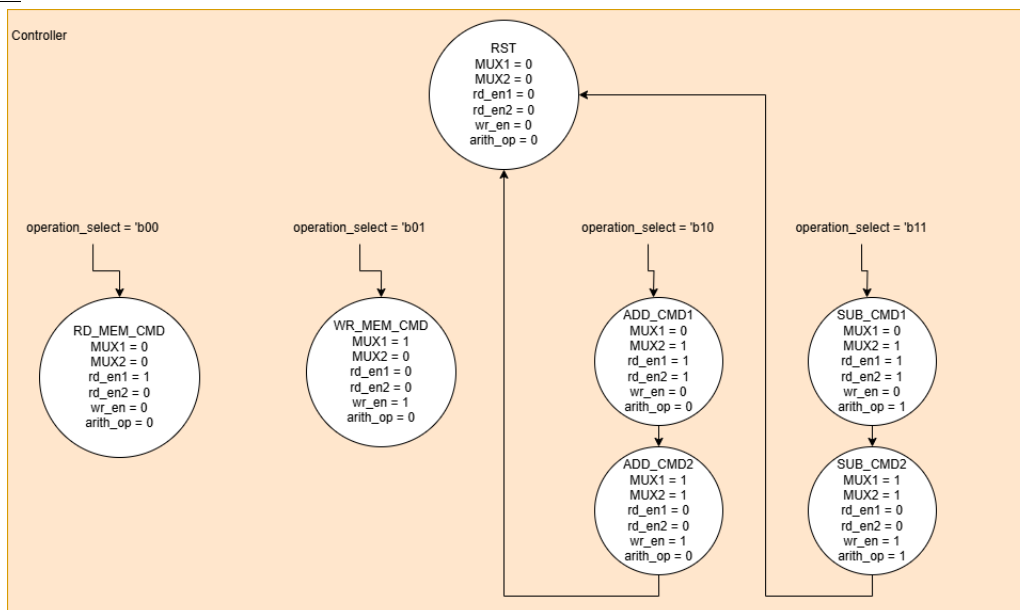 Controller
RST
MUX1 = 0
MUX2 = 0
rd_en1 = 0
rd_en2 = 0
wr_en = 0
arith_op = 0
operation_select = 'b00
operation_select = 'b01
operation_select = 'b10
operation_select = 'b11
RD_MEM_CMD
MUX1 = 0
MUX2 = 0
rd_en1 = 1
rd_en2 = 0
wr_en = 0
arith_op = 0
WR_MEM_CMD
MUX1 = 1
MUX2 = 0
rd_en1 = 0
rd_en2 = 0
wr_en = 1
arith_op = 0
ADD_CMD1
MUX1 = 0
MUX2 = 1
rd_en1 = 1
rd_en2 = 1
wr_en = 0
arith_op = 0
SUB_CMD1
MUX1 = 0
MUX2 = 1
rd_en1 = 1
rd_en2 = 1
wr_en = 0
arith_op = 1
ADD_CMD2
MUX1 = 1
MUX2 = 1
rd_en1 = 0
rd_en2 = 0
wr_en = 1
arith_op = 0
SUB_CMD2
MUX1 = 1
MUX2 = 1
rd_en1 = 0
rd_en2 = 0
wr_en = 1
arith_op = 1